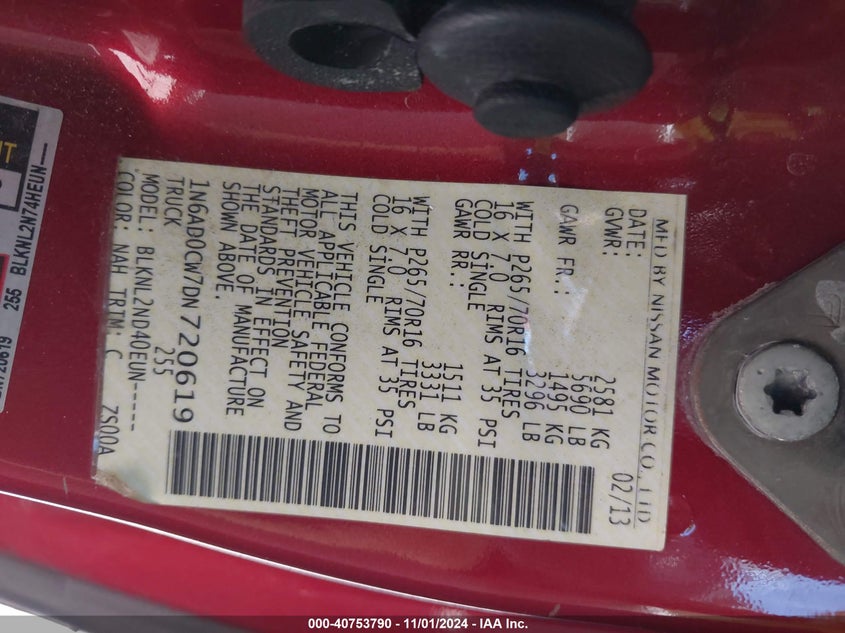 MFD BY NISSAN MOTOR CO., LTD
DATE: 02/13
GVWR: 2581 KG
5690 LB
GAWR FR.: 1495 KG
3296 LB
WITH P265/70R16 TIRES
16 X 7.0 RIMS AT 35 PSI
COLD SINGLE
GAWR RR.: 1511 KG
3331 LB
WITH P265/70R16 TIRES
16 X 7.0 RIMS AT 35 PSI
COLD SINGLE
THIS VEHICLE CONFORMS TO
ALL APPLICABLE FEDERAL
MOTOR VEHICLE SAFETY AND
THEFT PREVENTION
STANDARDS IN EFFECT ON
THE DATE OF MANUFACTURE
SHOWN ABOVE.
1N6AD0CW7DN720619
TRUCK 235
MODEL: BLKNL2ND40EUN-----
COLOR: NAH TRIM: C ZS00A
255 BLKNL2N74HEUN----
000-40753790 - 11/01/2024 - IAA Inc.